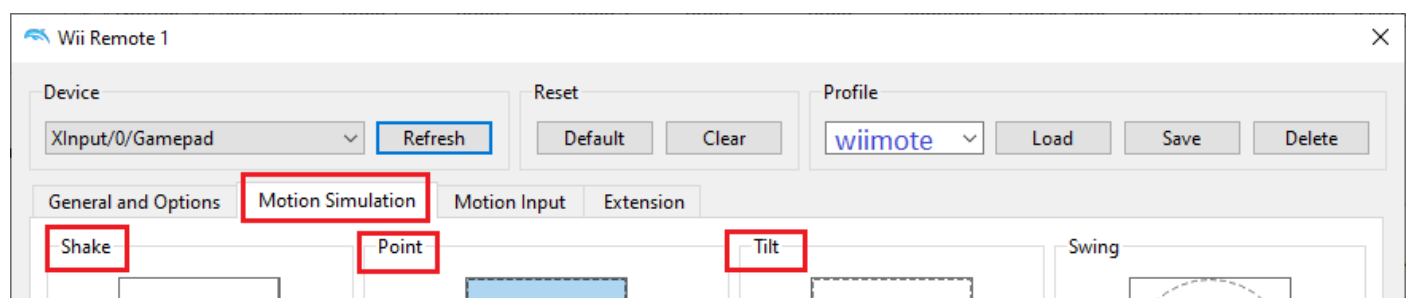 Wii Remote 1
Device Reset Profile
XInput/0/Gamepad Refresh Default Clear wiimote Load Save Delete
General and Options Motion Simulation Motion Input Extension
Shake Point Tilt Swing